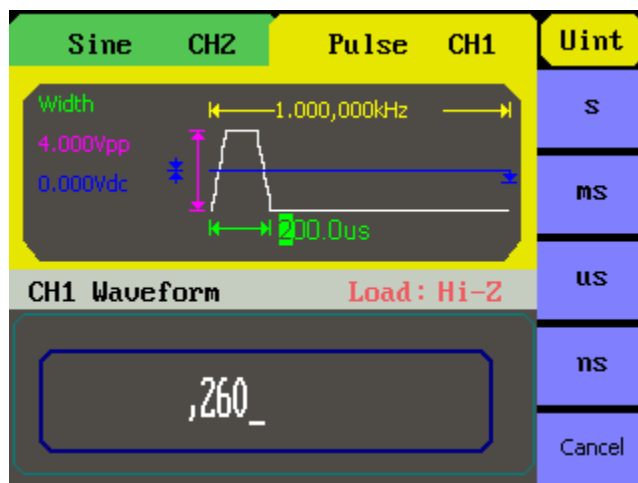 Sine CH2 Pulse CH1 Uint
Width
1.000,000kHz
s
4.000Vpp
0.000Vdc
ms
200.0us
us
CH1 Waveform Load: Hi-Z
ns
,260_
Cancel